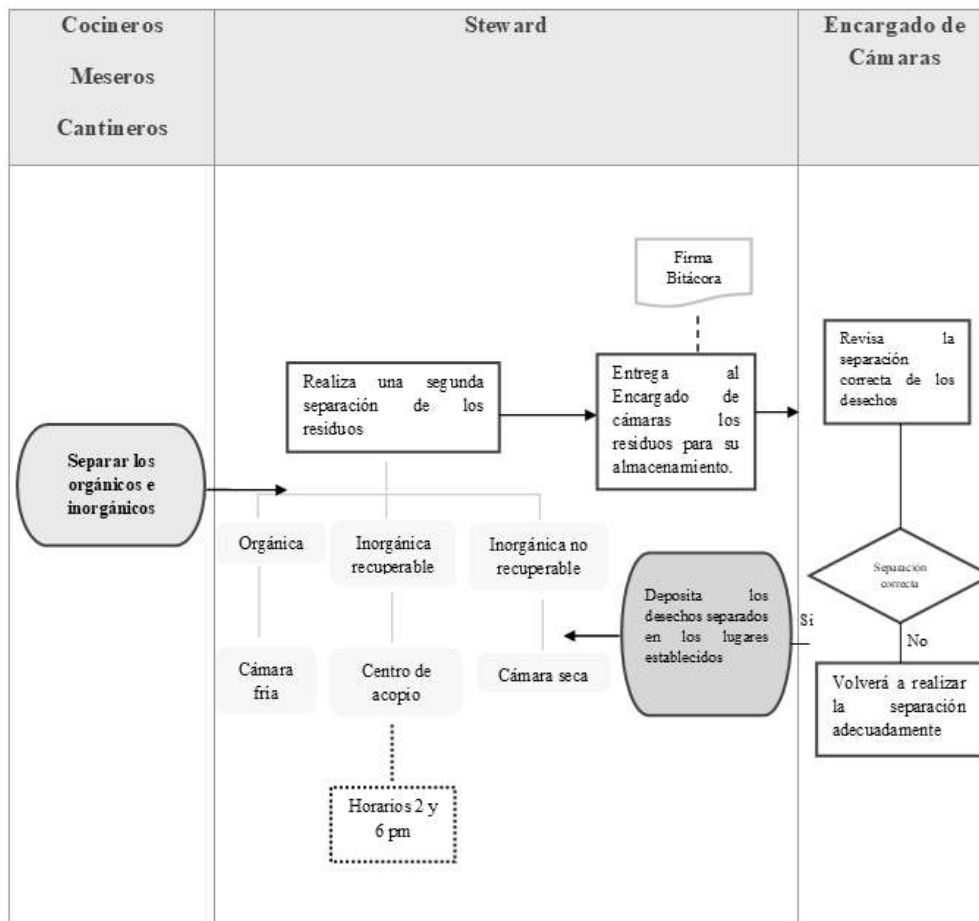 Cocineros
Meseros
Cantineros
Steward
Encargado de
Cámaras
Firma
Bitácora
Revisa la
separación
correcta de los
desechos
Realiza una segunda
separación de los
residuos
Entrega al
Encargado de
cámaras los
residuos para su
almacenamiento.
Separar los
orgánicos e
inorgánicos
Orgánica
Inorgánica
recuperable
Inorgánica no
recuperable
Deposita los
desechos separados
en los lugares
establecidos
Separación
correcta
Si
No
Cámara
fria
Centro de
acopio
Cámara seca
Volverá a realizar
la separación
adecuadamente
Horarios 2 y
6 pm